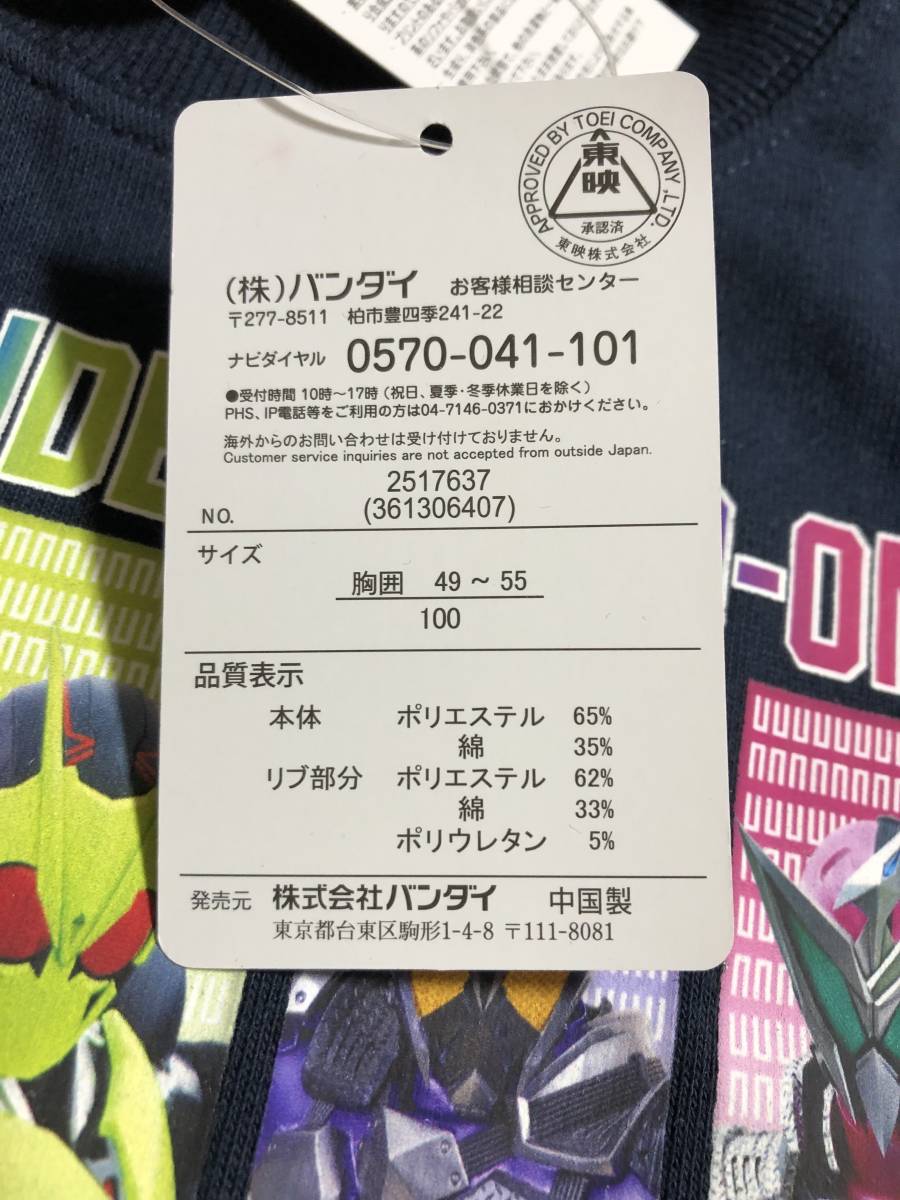 APPROVED BY TOEI COMPANY, LTD.
東映
承認済
東映株式会社
(株)バンダイ お客様相談センター
〒277-8511 柏市豊四季241-22
ナビダイヤル 0570-041-101
●受付時間 10時～17時(祝日、夏季・冬季休業日を除く)
PHS、IP電話等をご利用の方は04-7146-0371におかけください。
海外からのお問い合わせは受け付けておりません。
Customer service inquiries are not accepted from outside Japan.
2517637
NO. (361306407)
サイズ
胸囲 49 ~ 55
100
品質表示
本体 ポリエステル 65%
綿 35%
リブ部分 ポリエステル 62%
綿 33%
ポリウレタン 5%
発売元 株式会社バンダイ 中国製
東京都台東区駒形1-4-8 〒111-8081